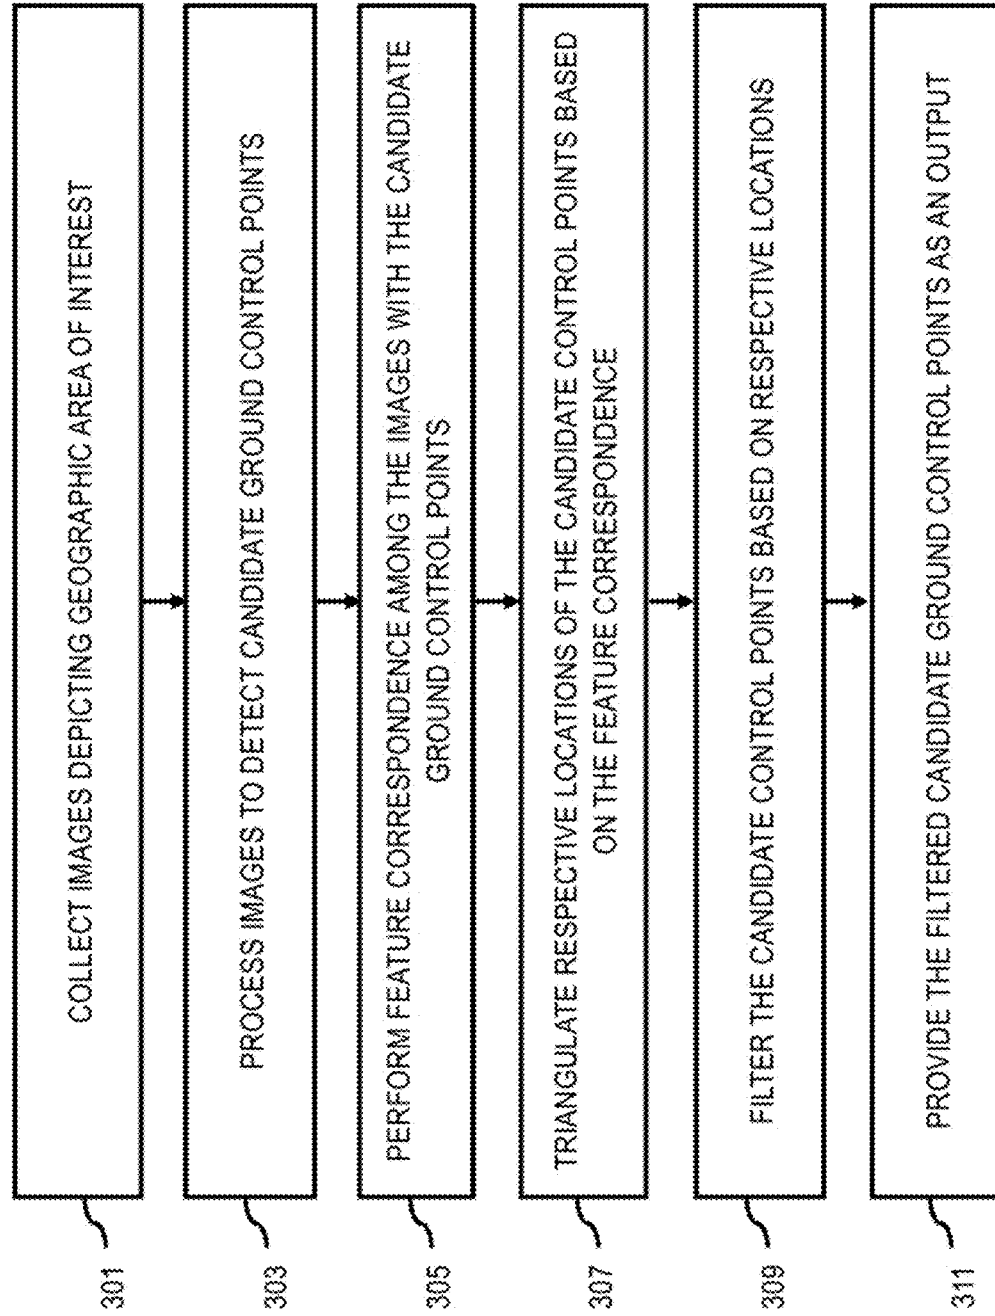 301
COLLECT IMAGES DEPICTING GEOGRAPHIC AREA OF INTEREST
303
PROCESS IMAGES TO DETECT CANDIDATE GROUND CONTROL POINTS
305
PERFORM FEATURE CORRESPONDENCE AMONG THE IMAGES WITH THE CANDIDATE
GROUND CONTROL POINTS
307
TRIANGULATE RESPECTIVE LOCATIONS OF THE CANDIDATE CONTROL POINTS BASED
ON THE FEATURE CORRESPONDENCE
309
FILTER THE CANDIDATE CONTROL POINTS BASED ON RESPECTIVE LOCATIONS
311
PROVIDE THE FILTERED CANDIDATE GROUND CONTROL POINTS AS AN OUTPUT